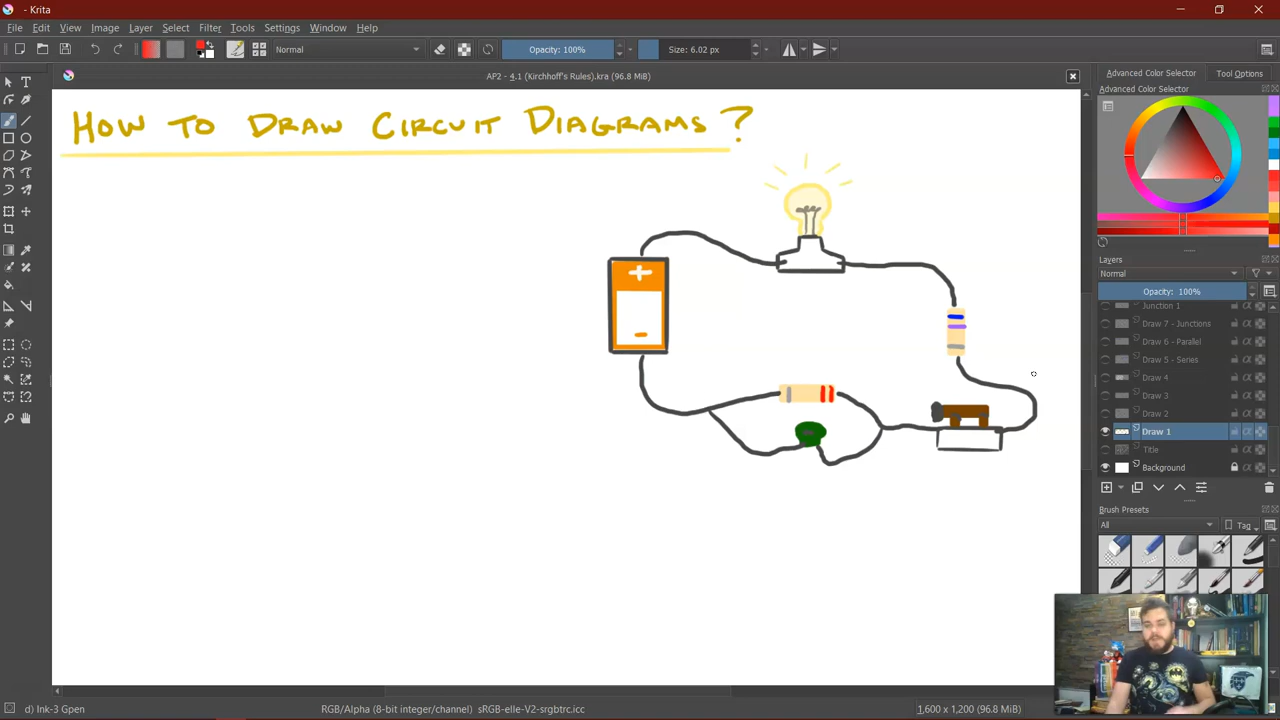 - Krita
File Edit View Image Layer Select Filter Tools Settings Window Help
Normal Opacity: 100% Size: 6.02 px
AP2 - 4.1 (Kirchhoff's Rules).kra (96.8 MiB)
HOW TO DRAW CIRCUIT DIAGRAMS?
+
-
Advanced Color Selector Tool Options
Advanced Color Selector
Layers
Normal
Opacity: 100%
Junction 1
Draw 7 - Junctions
Draw 6 - Parallel
Draw 5 - Series
Draw 4
Draw 3
Draw 2
Draw 1
Title
Background
Brush Presets
All Tag
d) Ink-3 Gpen RGB/Alpha (8-bit integer/channel) sRGB-elle-V2-srgbtrc.icc 1,600 x 1,200 (96.8 MiB)